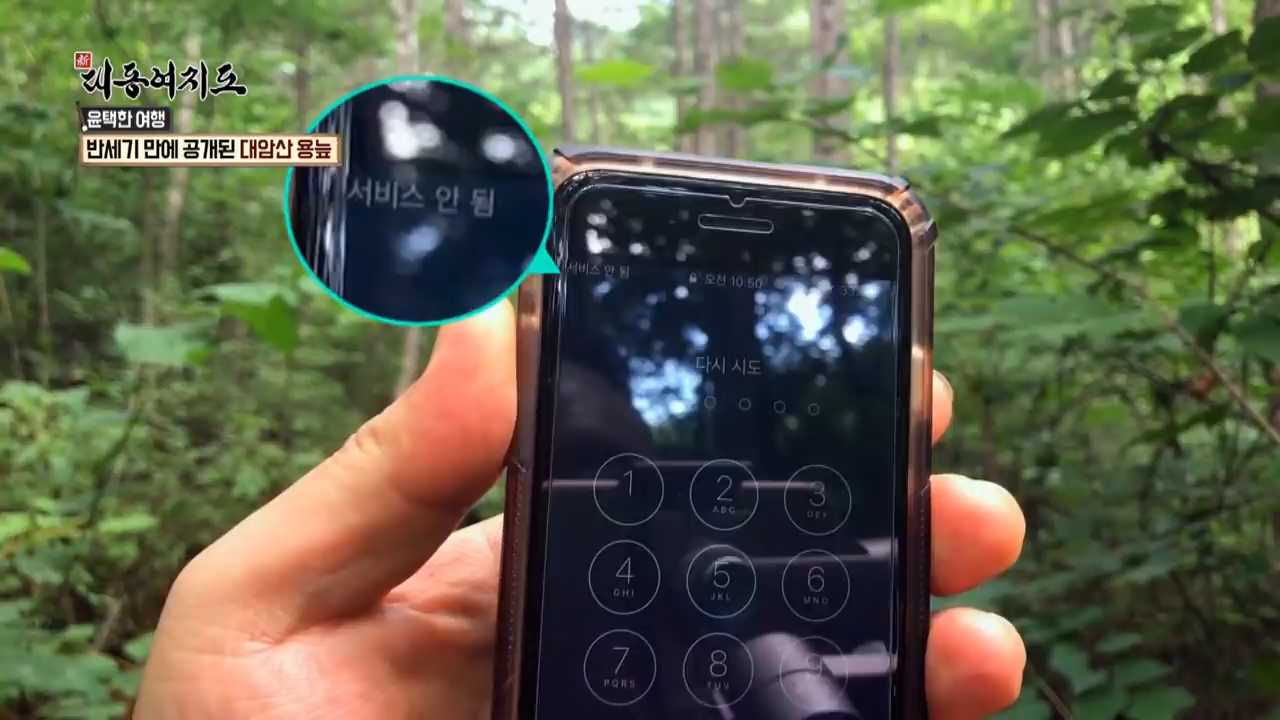 新
대동여지도
윤택한 여행
반세기 만에 공개된 대암산 용늪
서비스 안 됨
서비스 안 됨
오전 10:50
다시 시도
1
2
ABC
3
DEF
4
GHI
5
JKL
6
MNO
7
PQRS
8
TUV
9